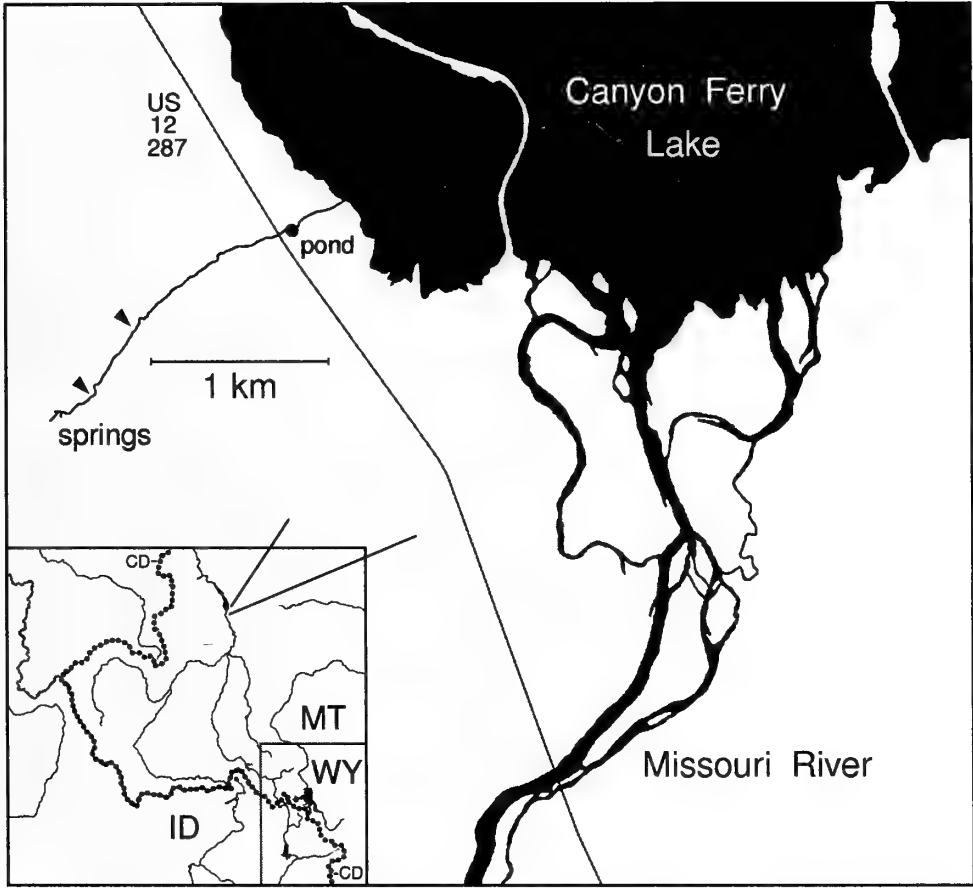 Canyon Ferry
Lake
US
12
287
pond
1 km
springs
CD
MT
WY
ID
CD
Missouri River